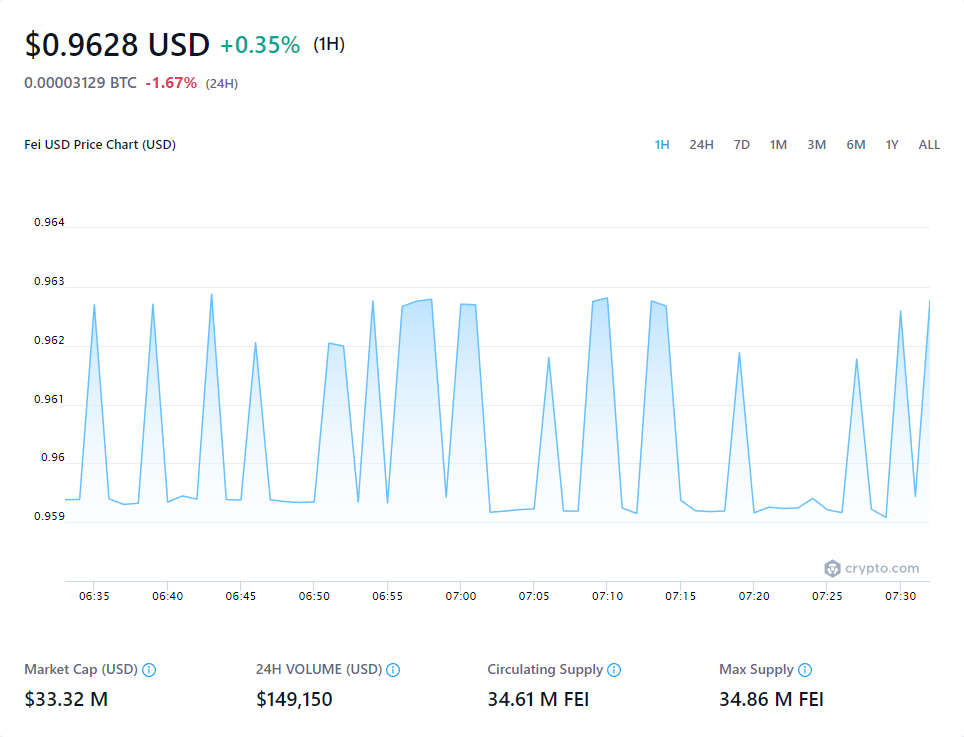 $0.9628 USD +0.35% (1H)
0.00003129 BTC -1.67% (24H)
Fei USD Price Chart (USD) 1H 24H 7D 1M 3M 6M 1Y ALL
0.964
0.963
0.962
0.961
0.96
0.959
crypto.com
06:35 06:40 06:45 06:50 06:55 07:00 07:05 07:10 07:15 07:20 07:25 07:30
Market Cap (USD) 24H VOLUME (USD) Circulating Supply Max Supply
$33.32 M $149,150 34.61 M FEI 34.86 M FEI